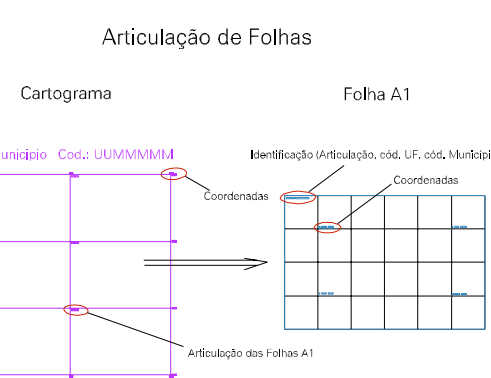 Articulação de Folhas
Cartograma
Folha A1
unicipio Cod.: UUMMMMM
Identificação (Articulação, cód. UF, cód. Municípi
Coordenadas
Coordenadas
Articulação das Folhas A1